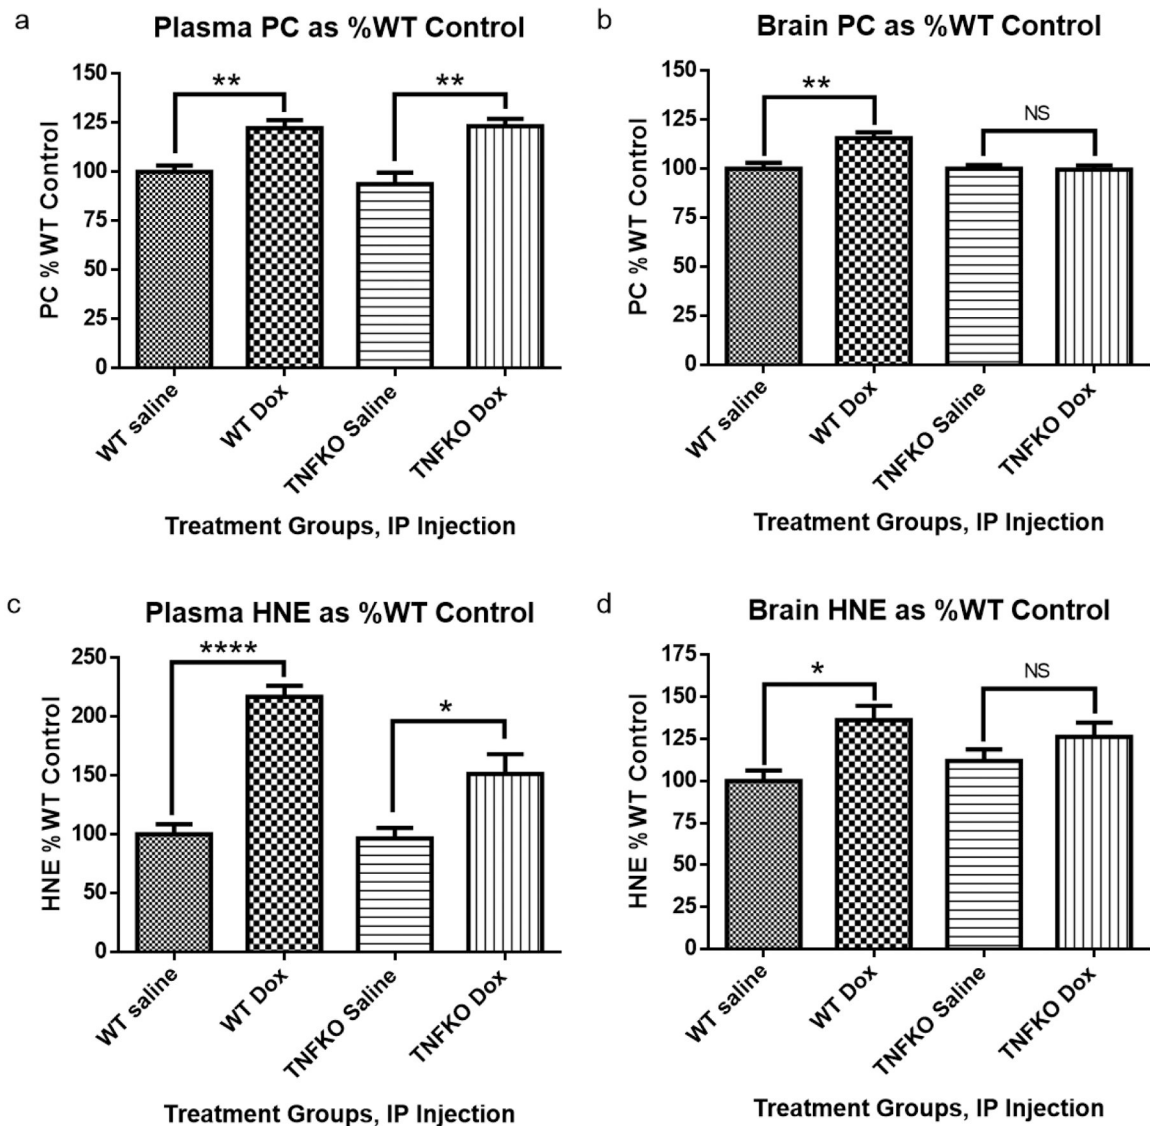 a
Plasma PC as %WT Control
PC % WT Control
150
125
100
75
50
25
0
**
**
WT saline
WT Dox
TNFKO Saline
TNFKO Dox
Treatment Groups, IP Injection
b
Brain PC as %WT Control
PC % WT Control
150
125
100
75
50
25
0
**
NS
WT saline
WT Dox
TNFKO Saline
TNFKO Dox
Treatment Groups, IP Injection
c
Plasma HNE as %WT Control
HNE % WT Control
250
200
150
100
50
0
****
*
WT saline
WT Dox
TNFKO Saline
TNFKO Dox
Treatment Groups, IP Injection
d
Brain HNE as %WT Control
HNE % WT Control
175
150
125
100
75
50
25
0
*
NS
WT saline
WT Dox
TNFKO Saline
TNFKO Dox
Treatment Groups, IP Injection